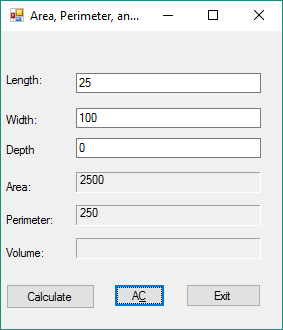 Area, Perimeter, an...
Length: 25
Width: 100
Depth 0
Area: 2500
Perimeter: 250
Volume:
Calculate AC Exit